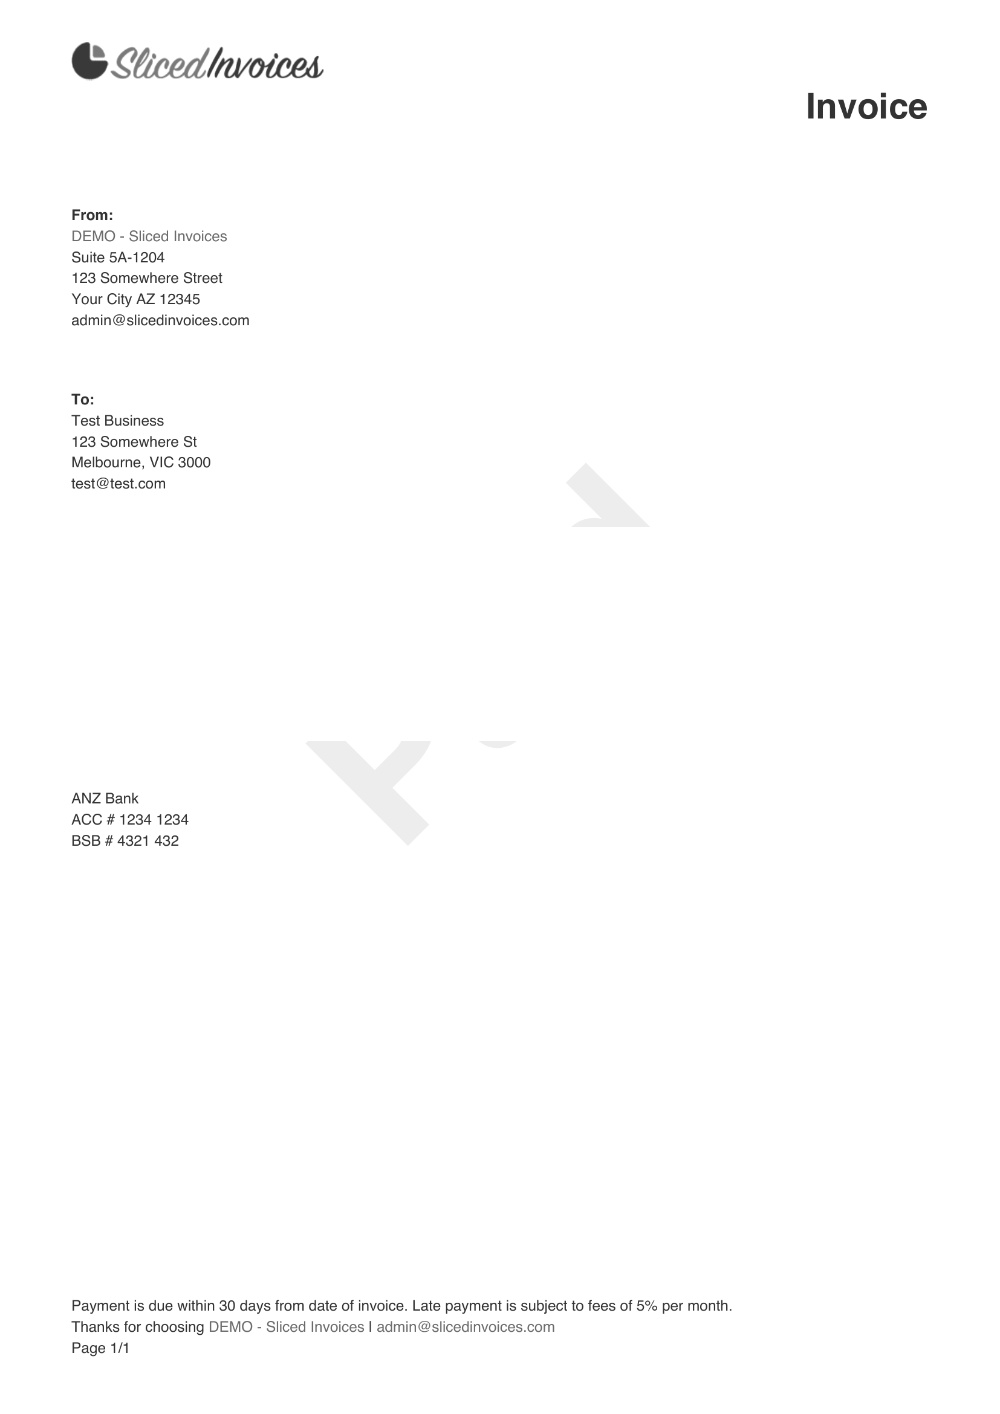 SlicedInvoices
Invoice
From:
DEMO - Sliced Invoices
Suite 5A-1204
123 Somewhere Street
Your City AZ 12345
admin@slicedinvoices.com
To:
Test Business
123 Somewhere St
Melbourne, VIC 3000
test@test.com
ANZ Bank
ACC # 1234 1234
BSB # 4321 432
Payment is due within 30 days from date of invoice. Late payment is subject to fees of 5% per month.
Thanks for choosing DEMO - Sliced Invoices | admin@slicedinvoices.com
Page 1/1